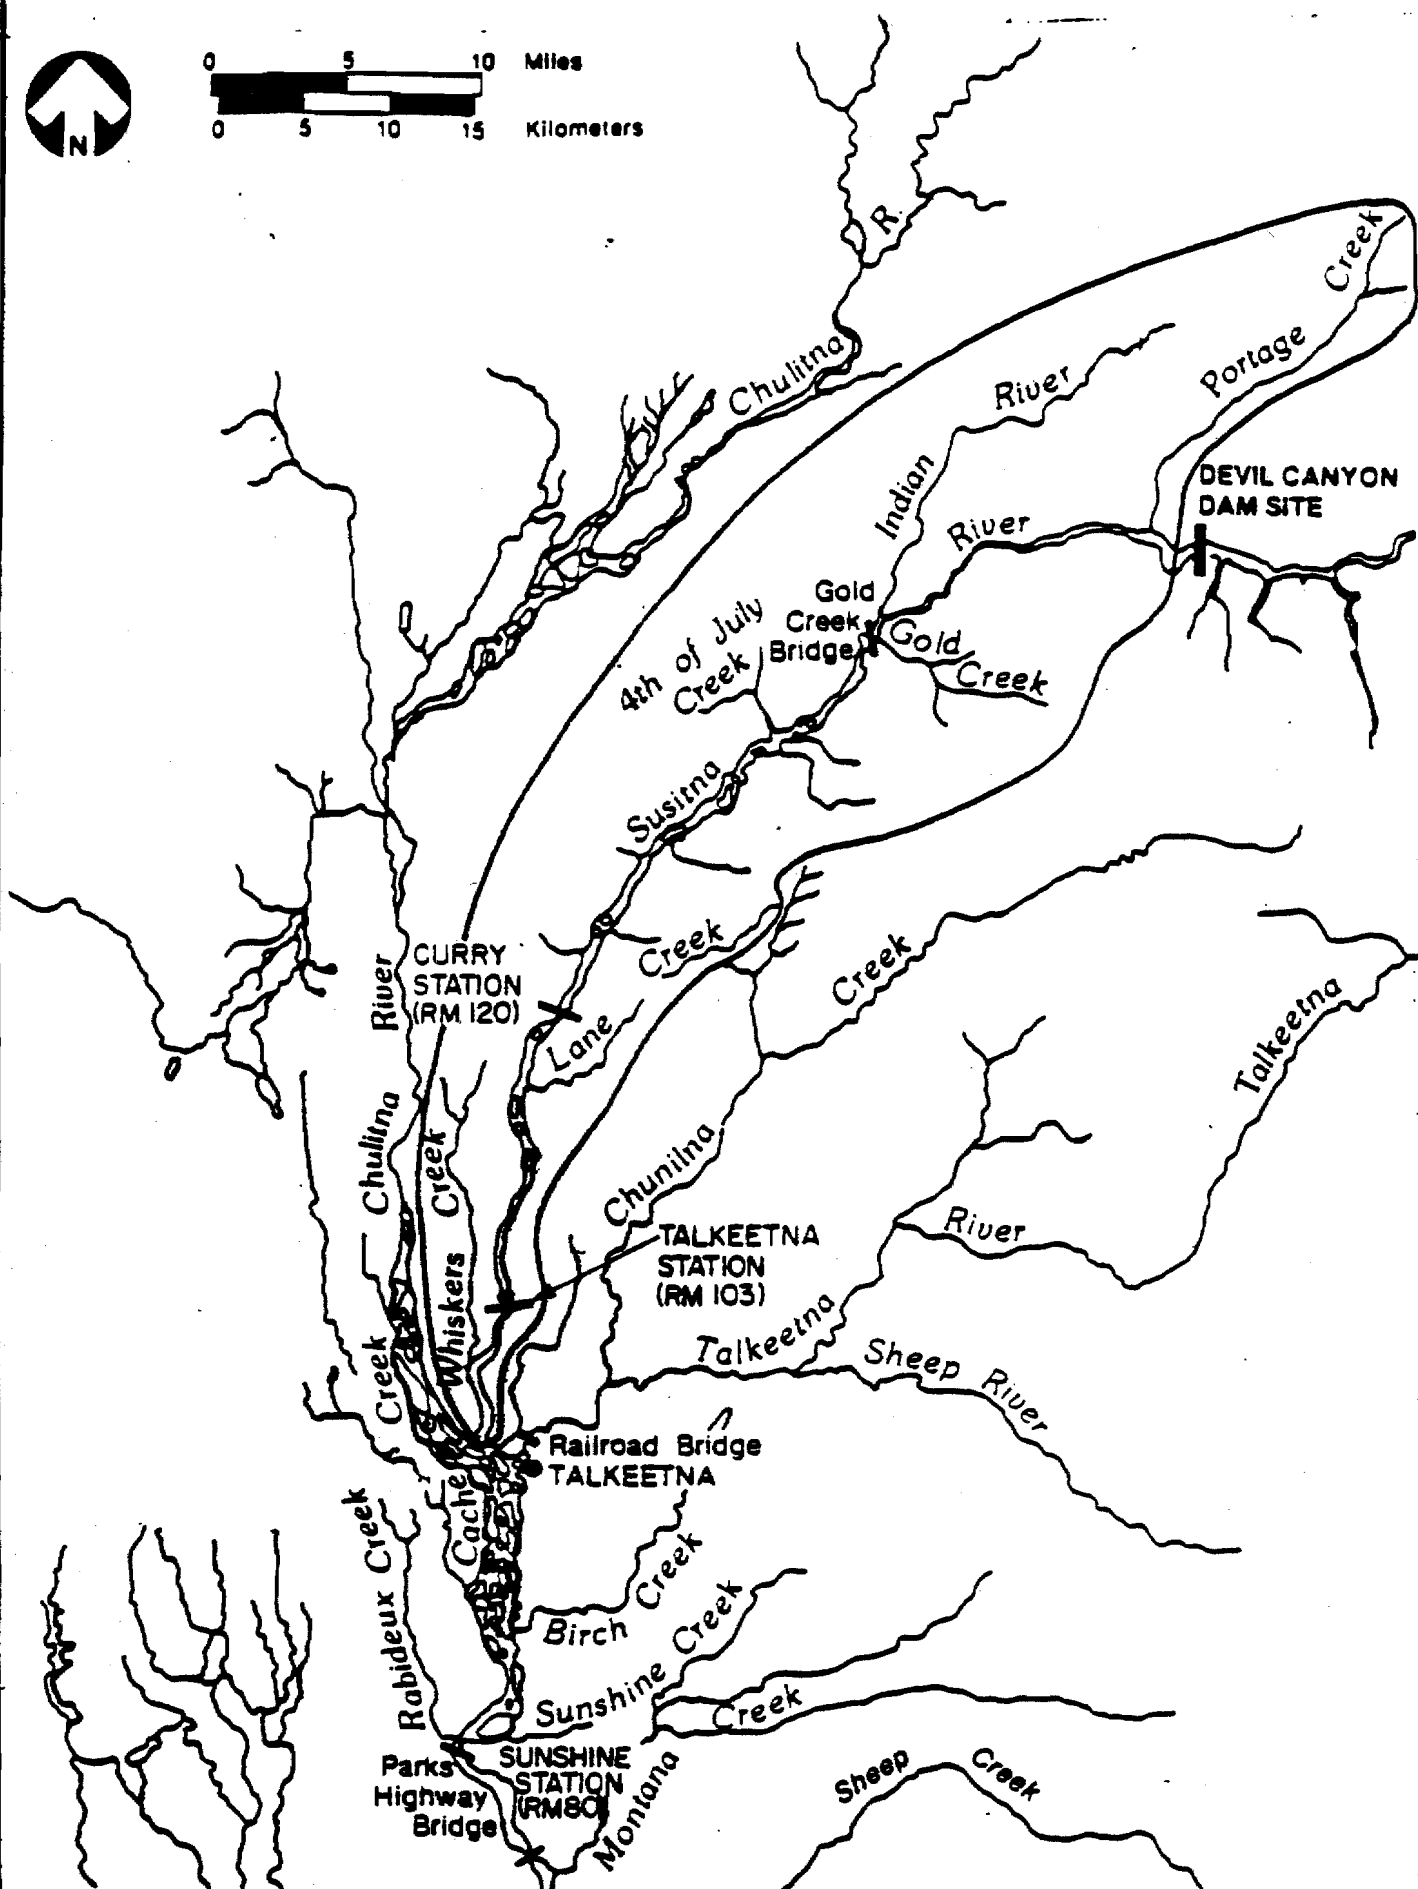 0 5 10 Miles
0 5 10 15 Kilometers
N
R.
Chulitna
Creek
Portage
River
Indian
DEVIL CANYON
DAM SITE
River
Gold
Creek
Bridge
Gold
Creek
4th of July
Creek
Susitna
Creek
Lane
CURRY
STATION
(RM 120)
River
Chulitna
Creek
Talkeetna
Creek
Whiskers
Chunilna
TALKEETNA
STATION
(RM 103)
River
Talkeetna
Sheep River
Creek
Cache
Railroad Bridge
TALKEETNA
Rabideux Creek
Birch Creek
Sunshine Creek
Creek
Montana
SUNSHINE
STATION
(RM80)
Parks
Highway
Bridge
Sheep Creek